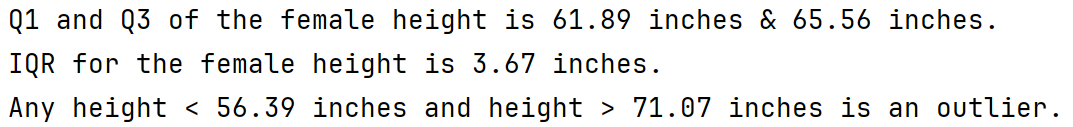 Q1 and Q3 of the female height is 61.89 inches & 65.56 inches.
IQR for the female height is 3.67 inches.
Any height < 56.39 inches and height > 71.07 inches is an outlier.